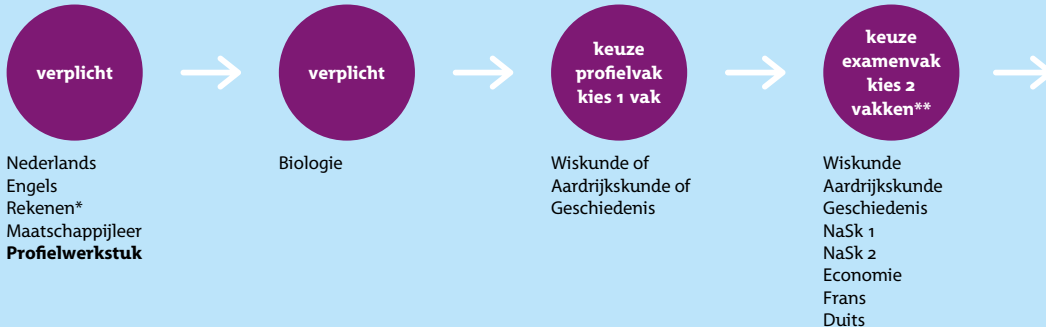 verplicht
Nederlands
Engels
Rekenen*
Maatschappijleer
Profielwerkstuk
verplicht
Biologie
keuze
profielvak
kies 1 vak
Wiskunde of
Aardrijkskunde of
Geschiedenis
keuze
examenvak
kies 2
vakken**
Wiskunde
Aardrijkskunde
Geschiedenis
NaSk 1
NaSk 2
Economie
Frans
Duits